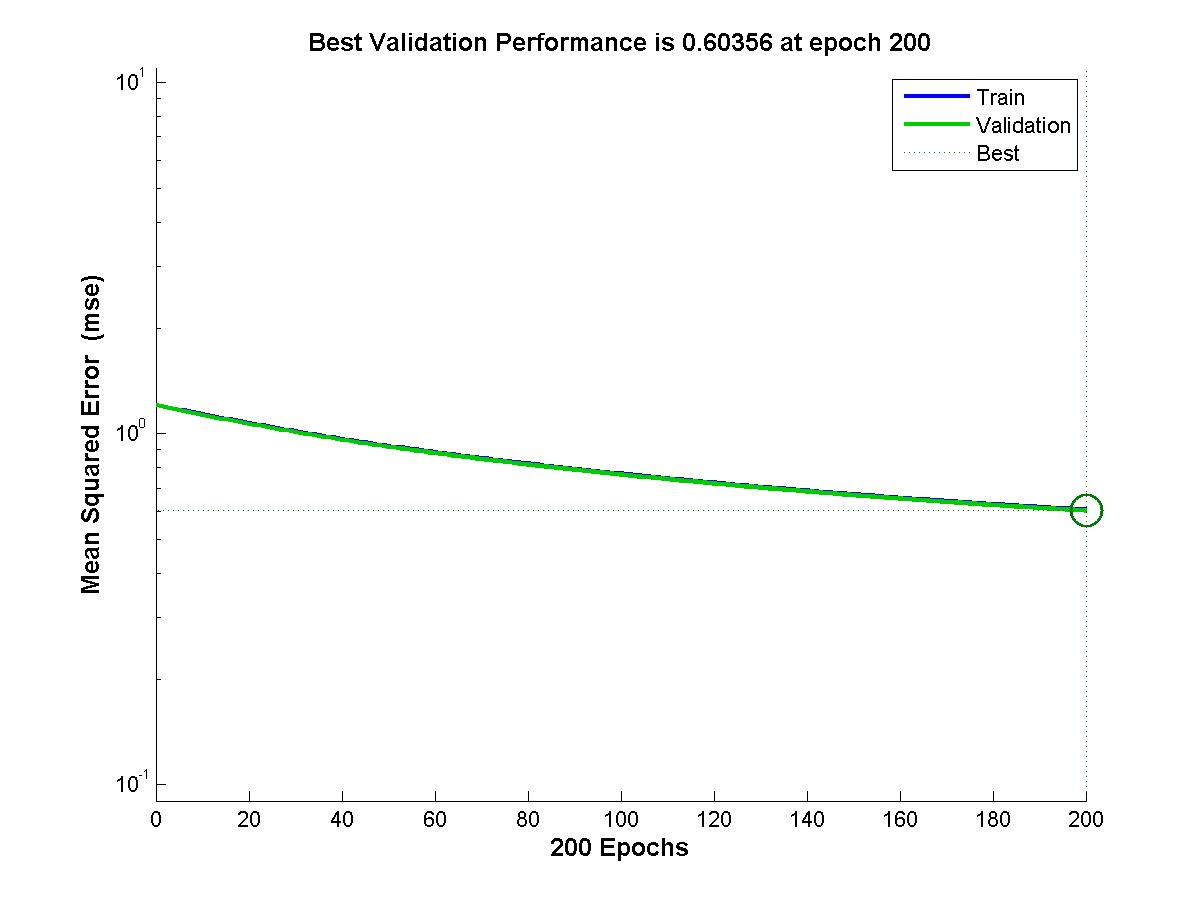 Best Validation Performance is 0.60356 at epoch 200
10^1
Train
Validation
Best
Mean Squared Error (mse)
10^0
10^-1
0 20 40 60 80 100 120 140 160 180 200
200 Epochs